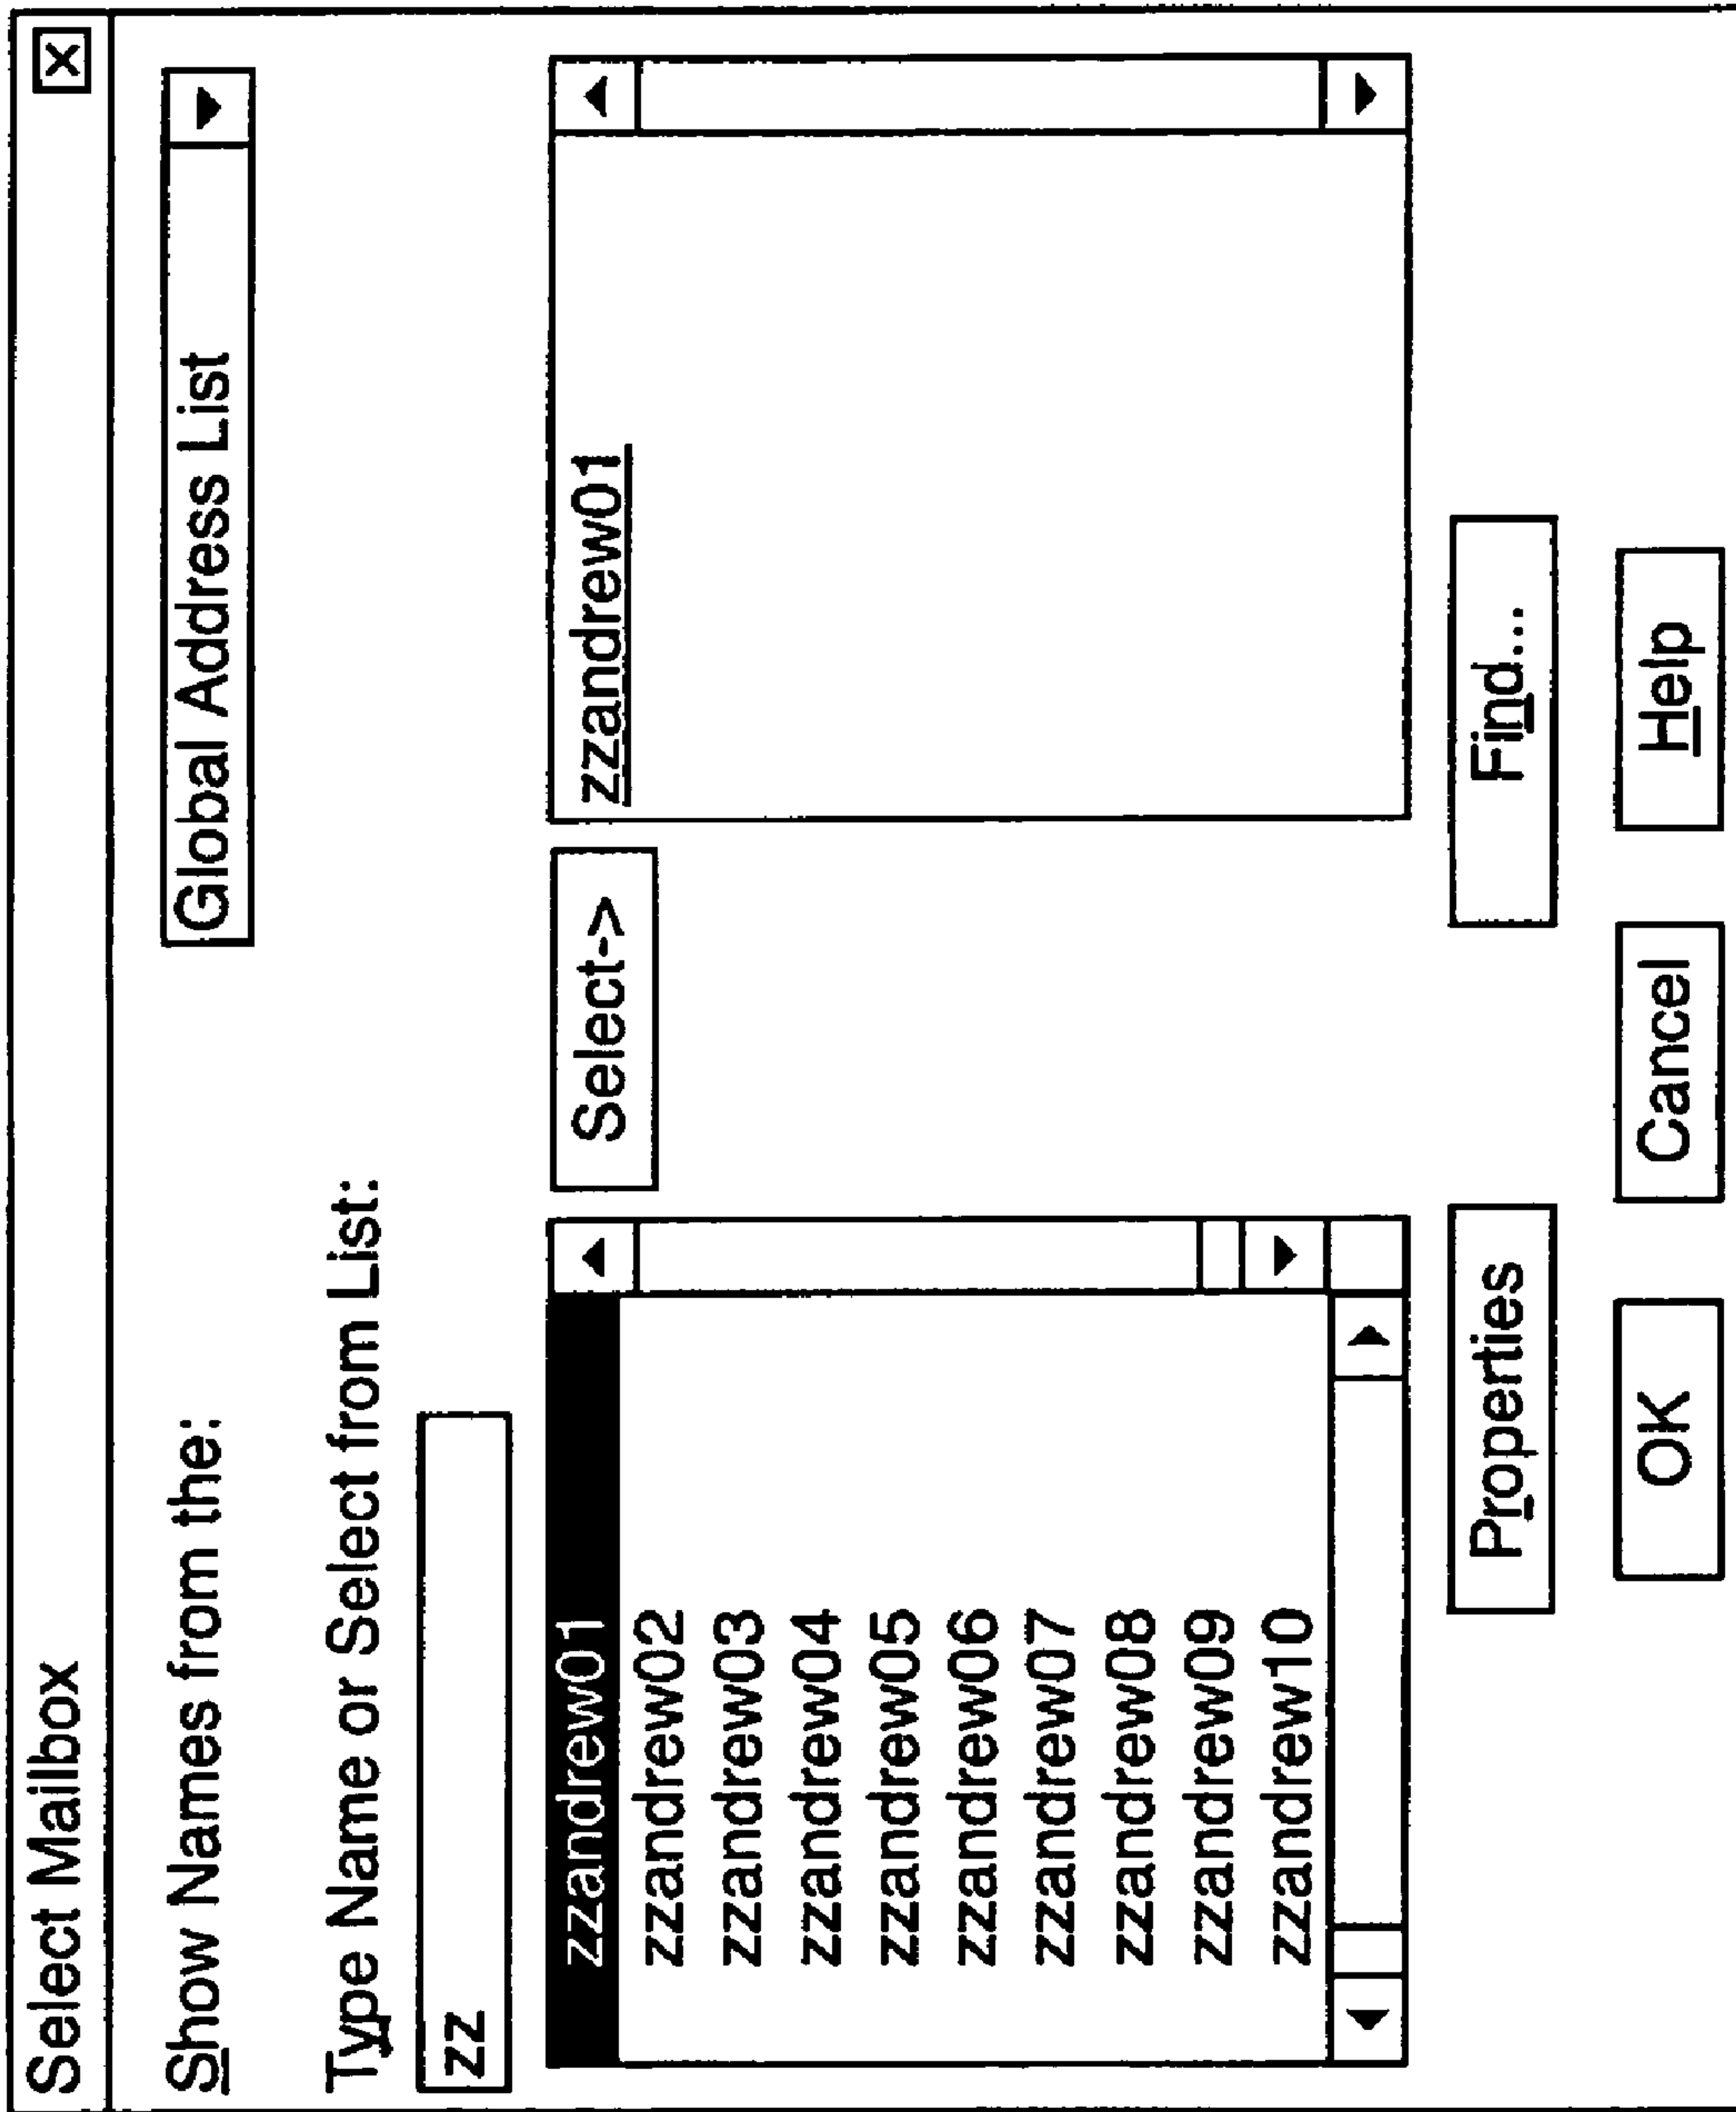 Select Mailbox
X
Show Names from the:
Global Address List
Type Name or Select from List:
zz
zzandrew01
zzandrew02
zzandrew03
zzandrew04
zzandrew05
zzandrew06
zzandrew07
zzandrew08
zzandrew09
zzandrew10
Select->
zzandrew01
Properties
Find...
OK
Cancel
Help